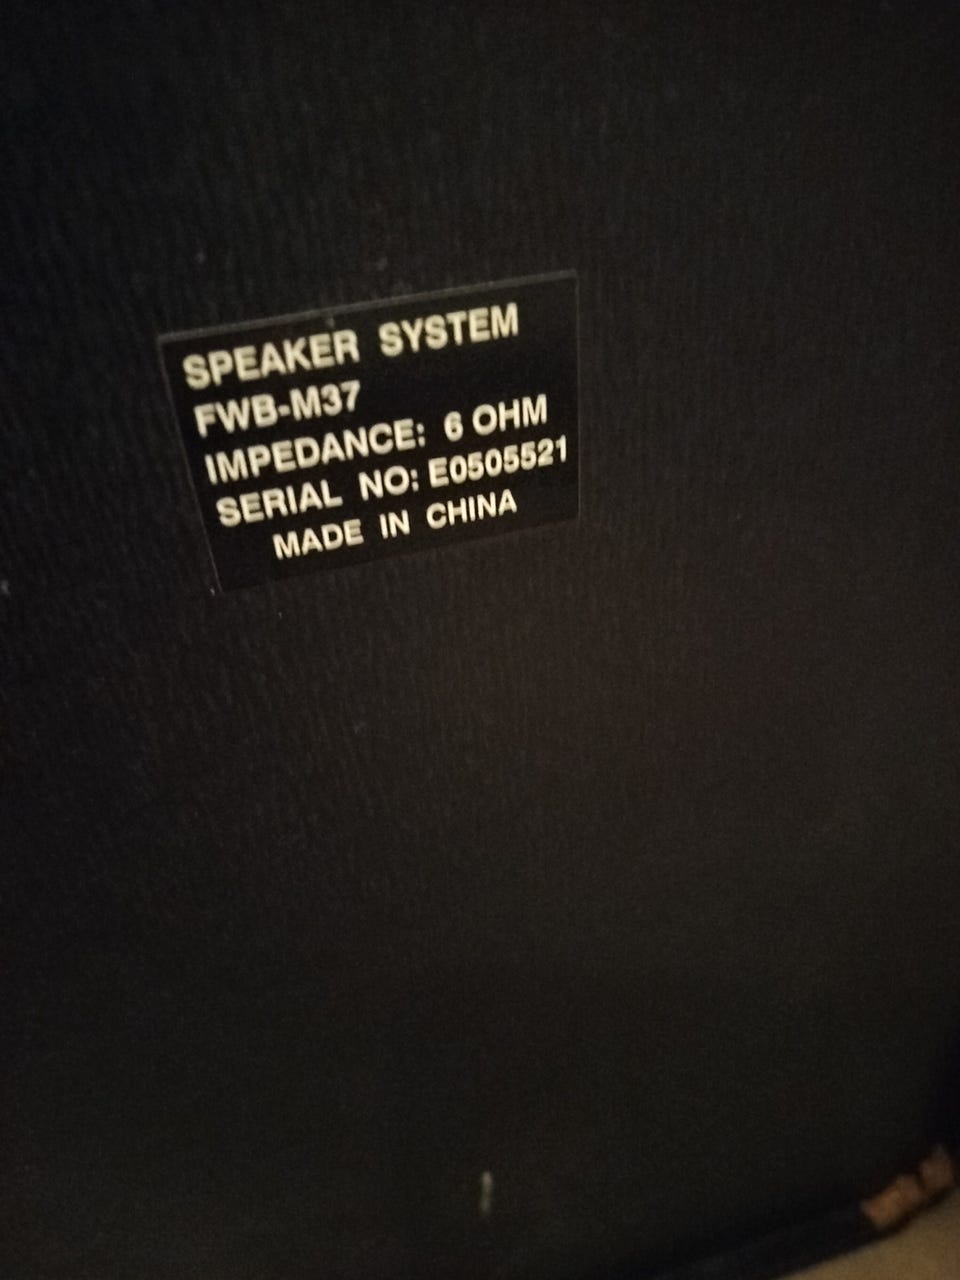 SPEAKER SYSTEM
FWB-M37
IMPEDANCE: 6 OHM
SERIAL NO: E0505521
MADE IN CHINA